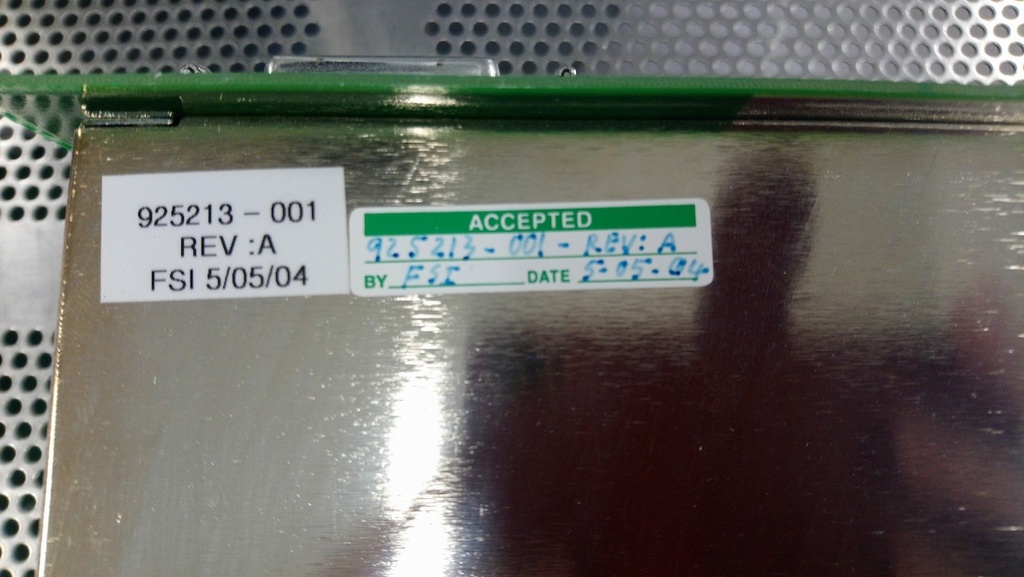 925213 - 001
REV :A
FSI 5/05/04
ACCEPTED
925213-001-REV: A
BY FSI DATE 5-05-04